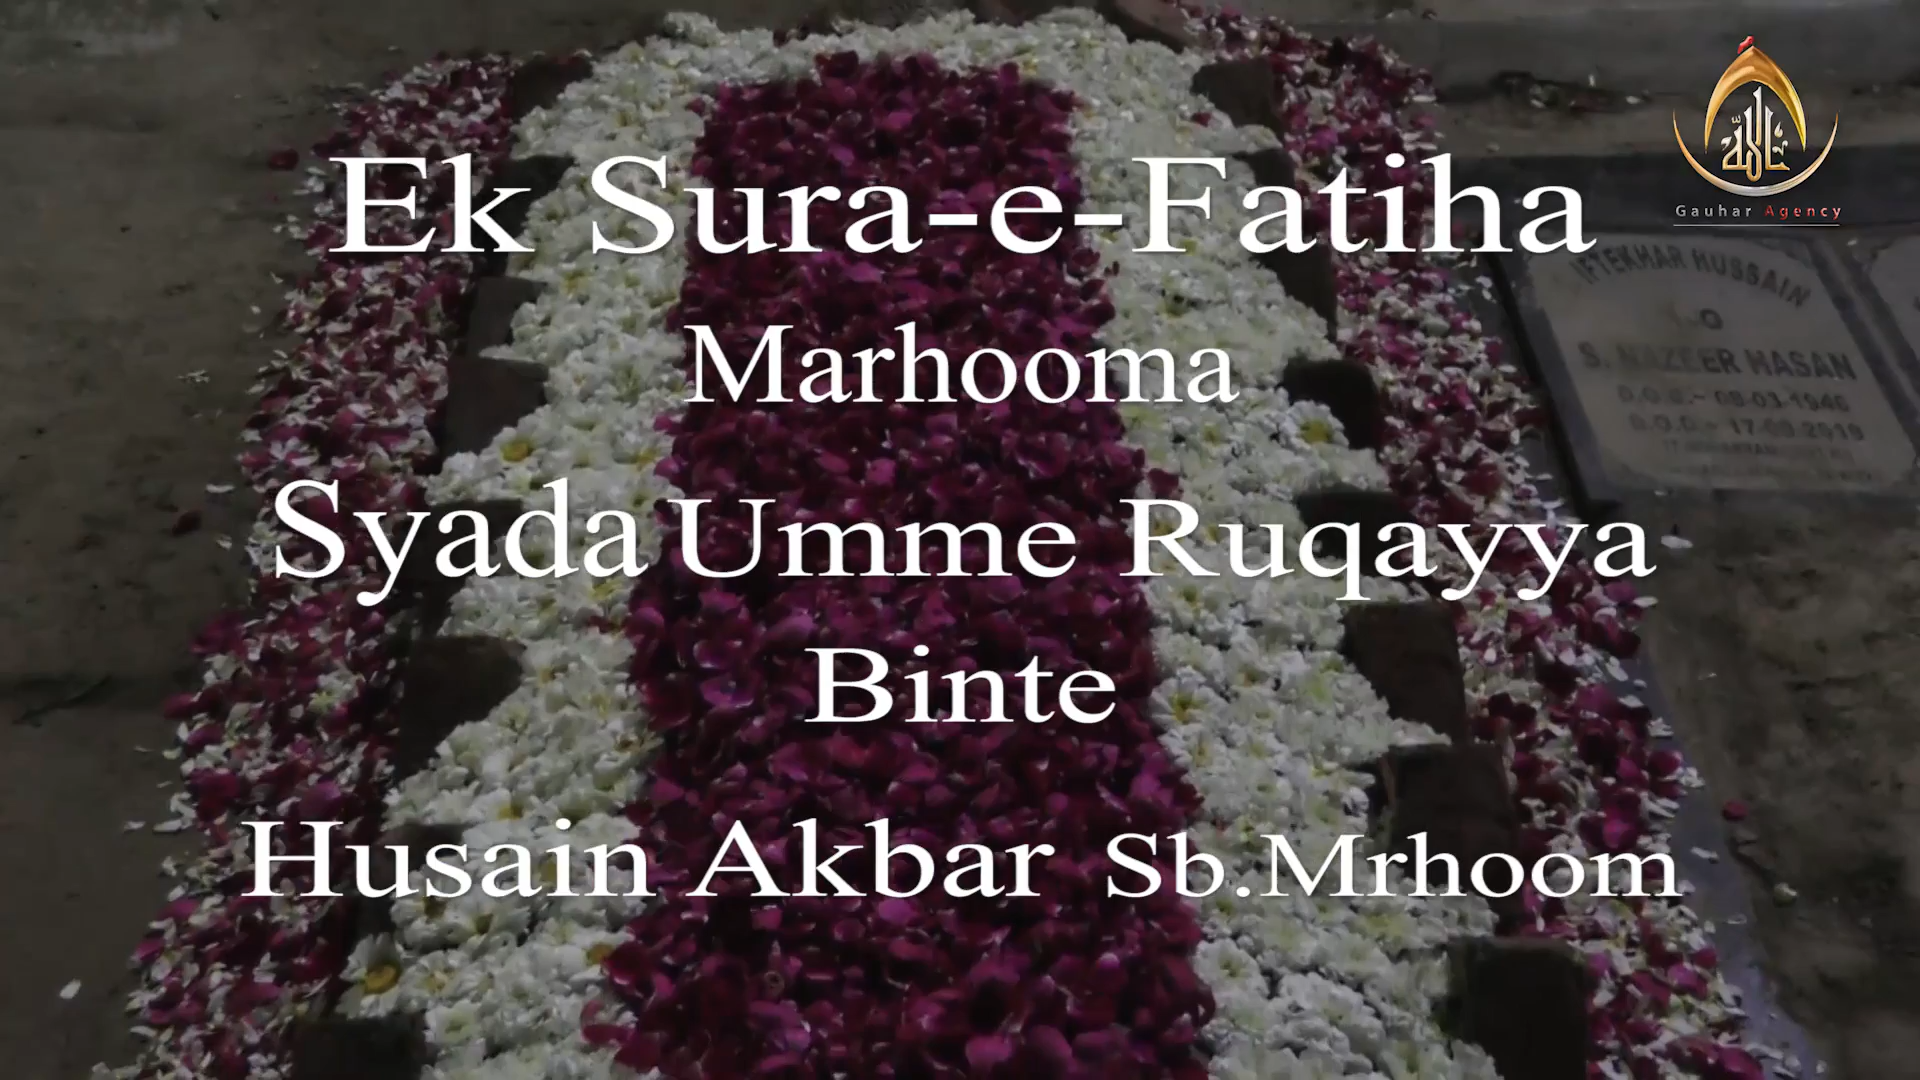 Ek Sura-e-Fatiha
Marhooma
Syada Umme Ruqayya
Binte
Husain Akbar Sb.Mrhoom
Gauhar Agency
IFTEKHAR HUSSAIN
S. NAZEER HASAN